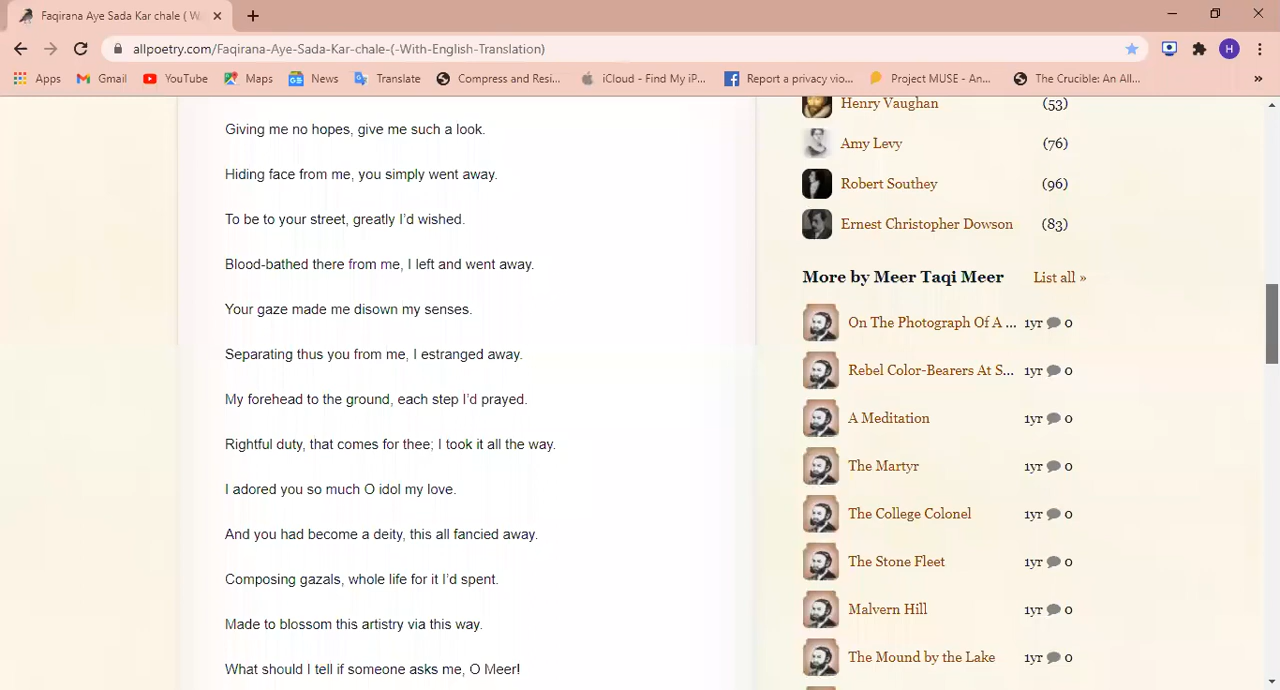 Faqirana Aye Sada Kar chale ( W
allpoetry.com/Faqirana-Aye-Sada-Kar-chale-(-With-English-Translation)
H
Apps
Gmail
YouTube
Maps
News
Translate
Compress and Resi...
iCloud - Find My iP...
Report a privacy vio...
Project MUSE - An...
The Crucible: An All...
»
Giving me no hopes, give me such a look.
Hiding face from me, you simply went away.
To be to your street, greatly I'd wished.
Blood-bathed there from me, I left and went away.
Your gaze made me disown my senses.
Separating thus you from me, I estranged away.
My forehead to the ground, each step I'd prayed.
Rightful duty, that comes for thee; I took it all the way.
I adored you so much O idol my love.
And you had become a deity, this all fancied away.
Composing gazals, whole life for it I'd spent.
Made to blossom this artistry via this way.
What should I tell if someone asks me, O Meer!
Henry Vaughan (53)
Amy Levy (76)
Robert Southey (96)
Ernest Christopher Dowson (83)
More by Meer Taqi Meer List all »
On The Photograph Of A ... 1yr 0
Rebel Color-Bearers At S... 1yr 0
A Meditation 1yr 0
The Martyr 1yr 0
The College Colonel 1yr 0
The Stone Fleet 1yr 0
Malvern Hill 1yr 0
The Mound by the Lake 1yr 0